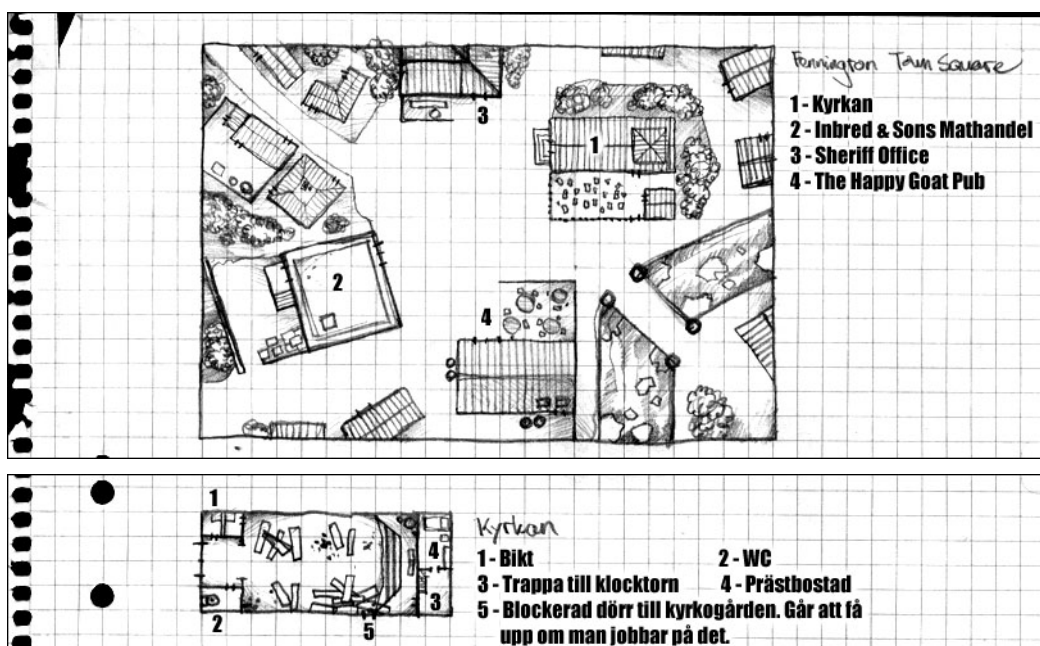 Fennington Town Square
1 - Kyrkan
2 - Inbred & Sons Mathandel
3 - Sheriff Office
4 - The Happy Goat Pub
3
1
2
4
1
Kyrkan
1 - Bikt 2 - WC
3 - Trappa till klocktorn 4 - Prästbostad
5 - Blockerad dörr till kyrkogården. Går att få
upp om man jobbar på det.
4
3
2
5